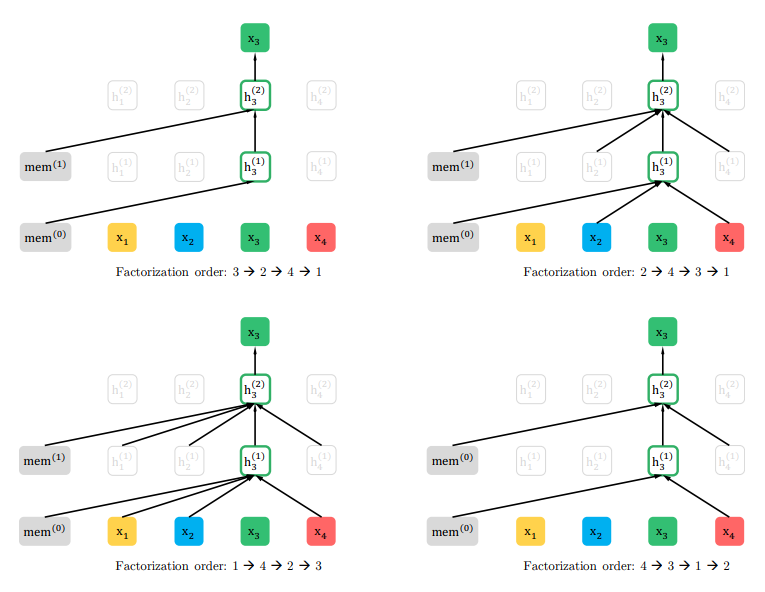 x₃ x₃
h₁⁽²⁾ h₂⁽²⁾ h₃⁽²⁾ h₄⁽²⁾ h₁⁽²⁾ h₂⁽²⁾ h₃⁽²⁾ h₄⁽²⁾
mem⁽¹⁾ h₁⁽¹⁾ h₂⁽¹⁾ h₃⁽¹⁾ h₄⁽¹⁾ mem⁽¹⁾ h₁⁽¹⁾ h₂⁽¹⁾ h₃⁽¹⁾ h₄⁽¹⁾
mem⁽⁰⁾ x₁ x₂ x₃ x₄ mem⁽⁰⁾ x₁ x₂ x₃ x₄
Factorization order: 3 → 2 → 4 → 1 Factorization order: 2 → 4 → 3 → 1
x₃ x₃
h₁⁽²⁾ h₂⁽²⁾ h₃⁽²⁾ h₄⁽²⁾ h₁⁽²⁾ h₂⁽²⁾ h₃⁽²⁾ h₄⁽²⁾
mem⁽¹⁾ h₁⁽¹⁾ h₂⁽¹⁾ h₃⁽¹⁾ h₄⁽¹⁾ mem⁽⁰⁾ h₁⁽¹⁾ h₂⁽¹⁾ h₃⁽¹⁾ h₄⁽¹⁾
mem⁽⁰⁾ x₁ x₂ x₃ x₄ mem⁽⁰⁾ x₁ x₂ x₃ x₄
Factorization order: 1 → 4 → 2 → 3 Factorization order: 4 → 3 → 1 → 2